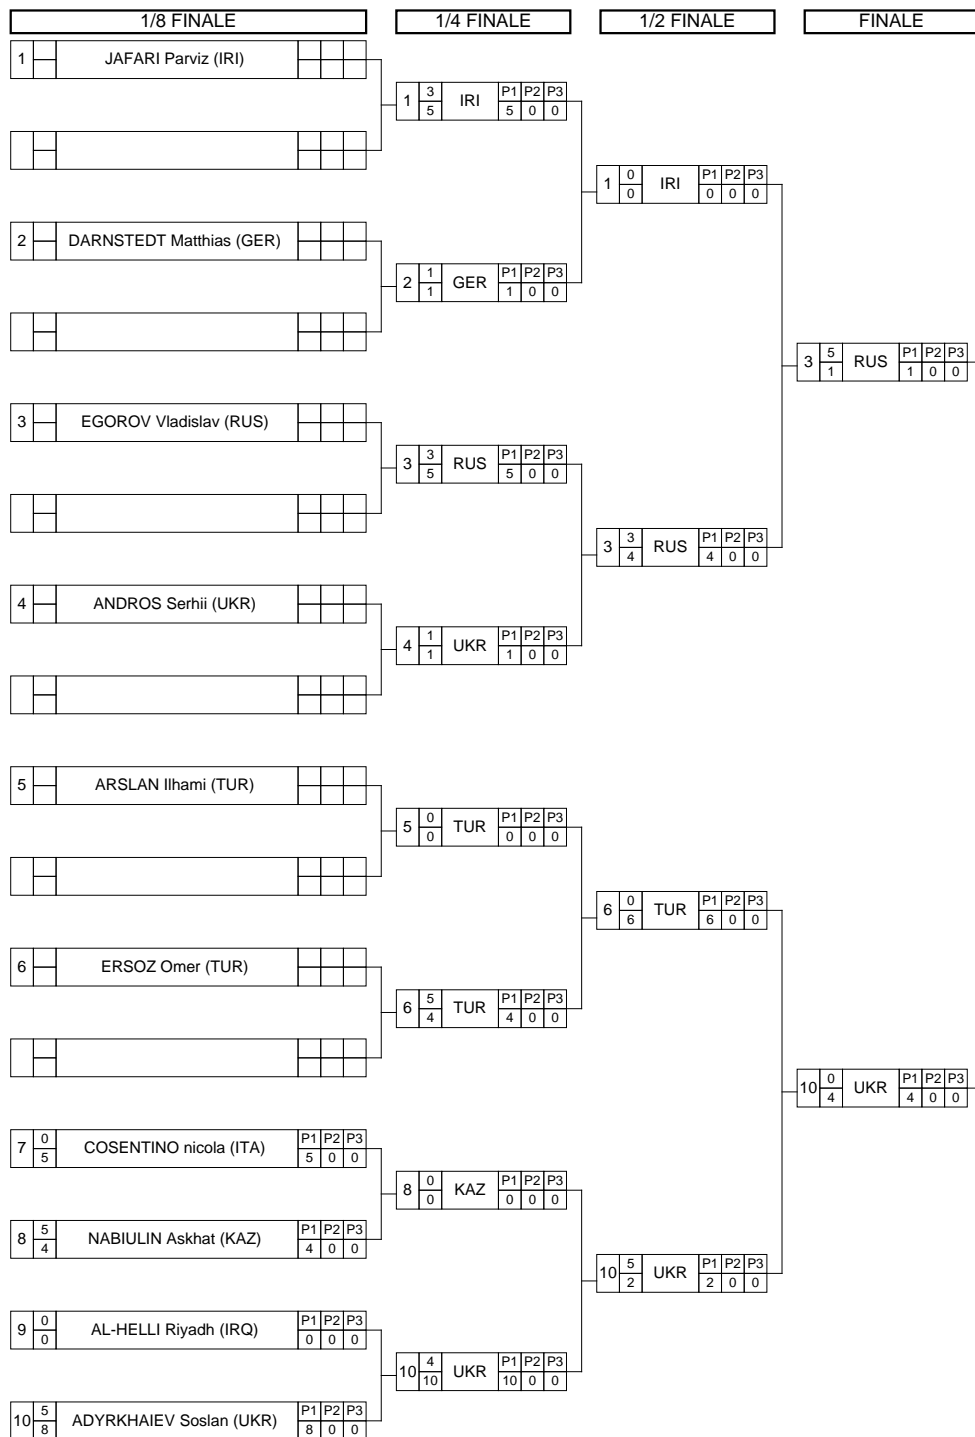 1/8 FINALE 1/4 FINALE 1/2 FINALE FINALE
1 JAFARI Parviz (IRI)
1 3 5 IRI P1 P2 P3 5 0 0
1 0 0 IRI P1 P2 P3 0 0 0
2 DARNSTEDT Matthias (GER)
2 1 1 GER P1 P2 P3 1 0 0
3 5 1 RUS P1 P2 P3 1 0 0
3 EGOROV Vladislav (RUS)
3 3 5 RUS P1 P2 P3 5 0 0
3 3 4 RUS P1 P2 P3 4 0 0
4 ANDROS Serhii (UKR)
4 1 1 UKR P1 P2 P3 1 0 0
5 ARSLAN Ilhami (TUR)
5 0 0 TUR P1 P2 P3 0 0 0
6 0 6 TUR P1 P2 P3 6 0 0
6 ERSOZ Omer (TUR)
6 5 4 TUR P1 P2 P3 4 0 0
10 0 4 UKR P1 P2 P3 4 0 0
7 0 5 COSENTINO nicola (ITA) P1 P2 P3 5 0 0
8 0 0 KAZ P1 P2 P3 0 0 0
8 5 4 NABIULIN Askhat (KAZ) P1 P2 P3 4 0 0
10 5 2 UKR P1 P2 P3 2 0 0
9 0 0 AL-HELLI Riyadh (IRQ) P1 P2 P3 0 0 0
10 4 10 UKR P1 P2 P3 10 0 0
10 5 8 ADYRKHAIEV Soslan (UKR) P1 P2 P3 8 0 0